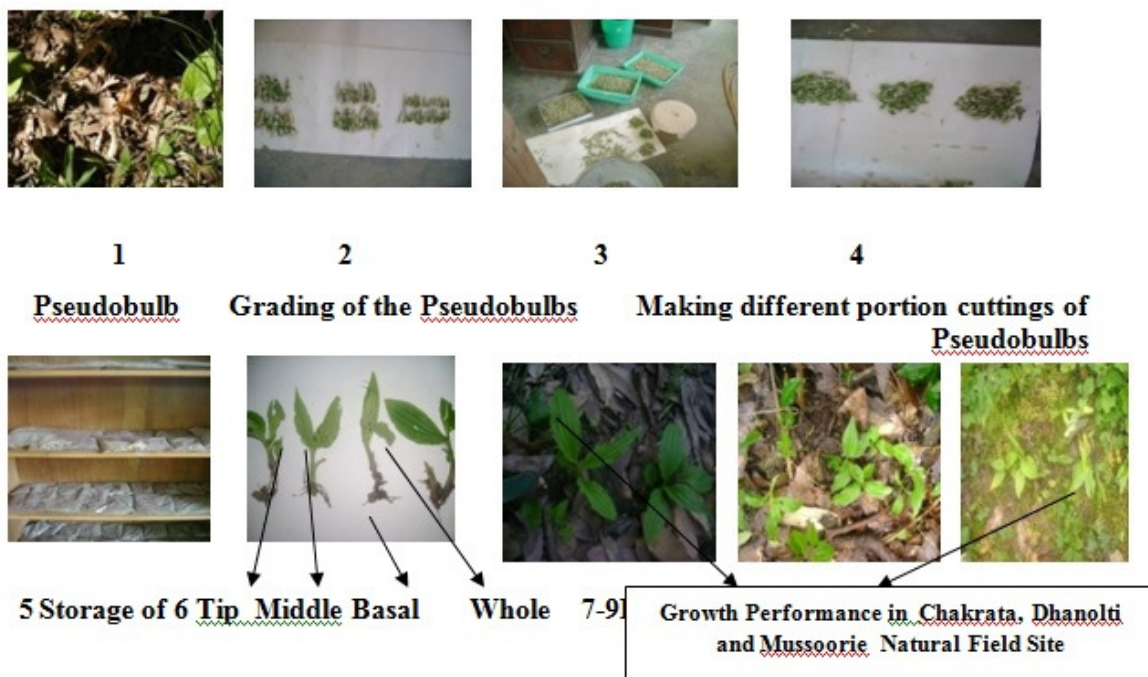 1 2 3 4
Pseudobulb Grading of the Pseudobulbs Making different portion cuttings of
Pseudobulbs
5 Storage of 6 Tip Middle Basal Whole 7-9
Growth Performance in Chakrata, Dhanolti
and Mussoorie Natural Field Site